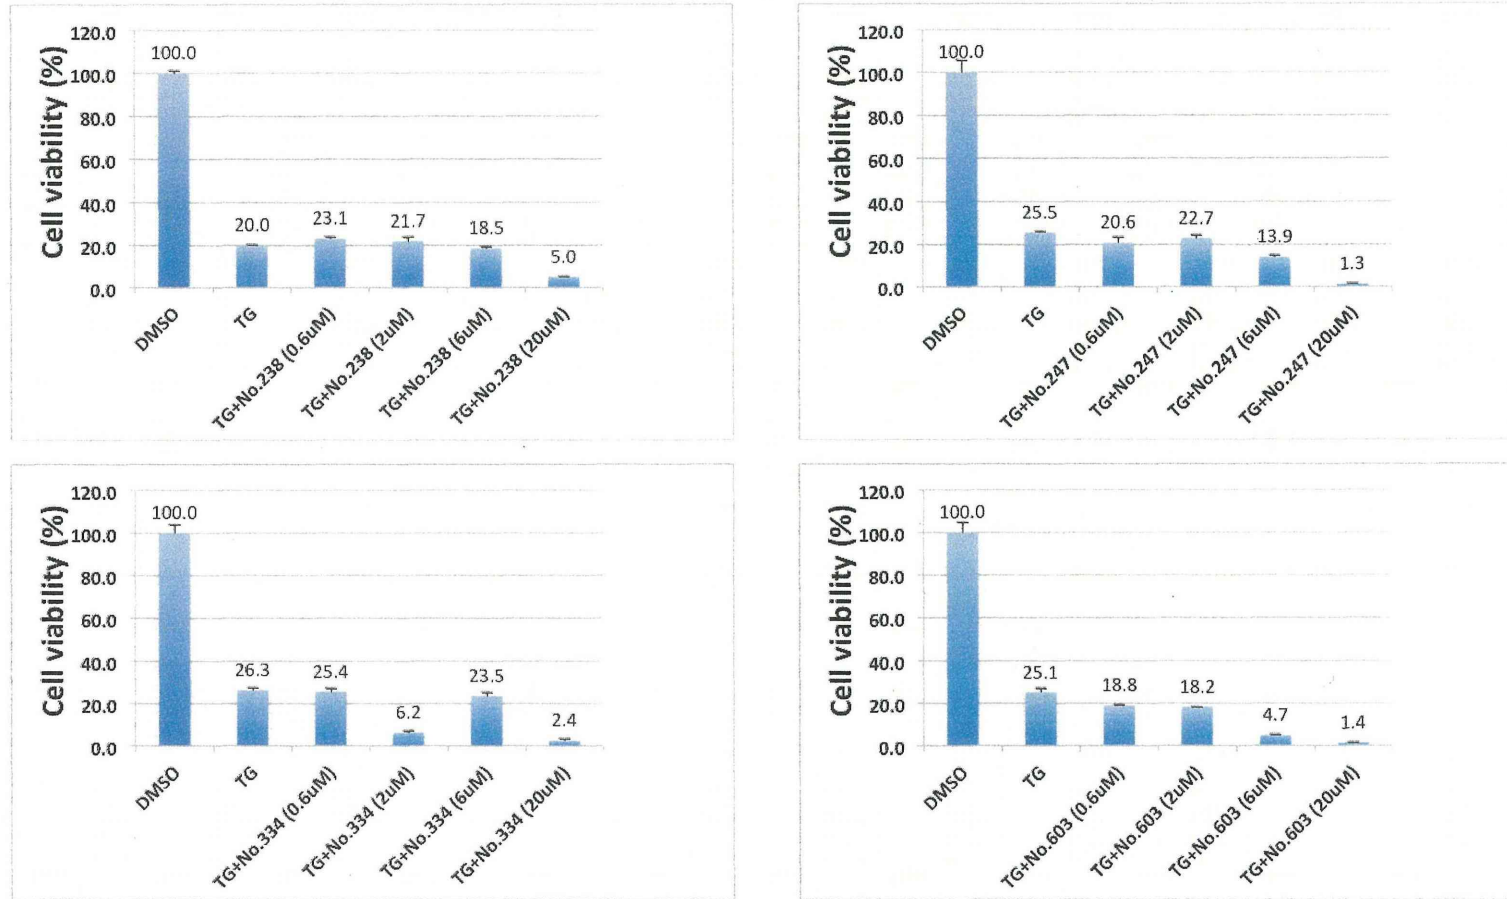 Cell viability (%)
120.0
100.0
80.0
60.0
40.0
20.0
0.0
100.0
20.0
23.1
21.7
18.5
5.0
DMSO
TG
TG+No.238 (0.6uM)
TG+No.238 (2uM)
TG+No.238 (6uM)
TG+No.238 (20uM)
Cell viability (%)
120.0
100.0
80.0
60.0
40.0
20.0
0.0
100.0
25.5
20.6
22.7
13.9
1.3
DMSO
TG
TG+No.247 (0.6uM)
TG+No.247 (2uM)
TG+No.247 (6uM)
TG+No.247 (20uM)
Cell viability (%)
120.0
100.0
80.0
60.0
40.0
20.0
0.0
100.0
26.3
25.4
6.2
23.5
2.4
DMSO
TG
TG+No.334 (0.6uM)
TG+No.334 (2uM)
TG+No.334 (6uM)
TG+No.334 (20uM)
Cell viability (%)
120.0
100.0
80.0
60.0
40.0
20.0
0.0
100.0
25.1
18.8
18.2
4.7
1.4
DMSO
TG
TG+No.603 (0.6uM)
TG+No.603 (2uM)
TG+No.603 (6uM)
TG+No.603 (20uM)